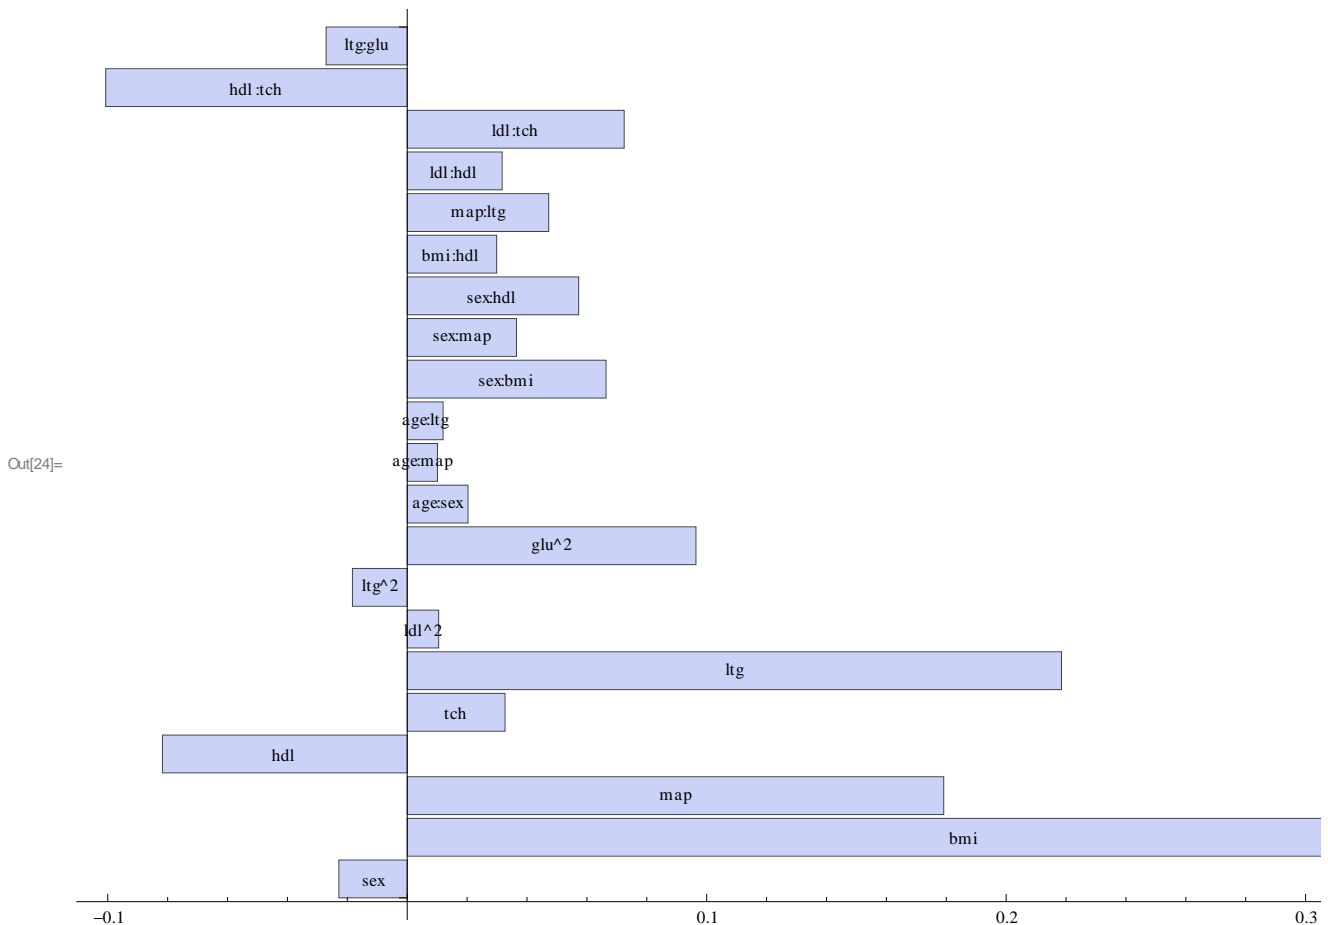 ltg:glu
hdl:tch
ldl:tch
ldl:hdl
map:ltg
bmi:hdl
sex:hdl
sex:map
sex:bmi
age:ltg
age:map
Out[24]=
age:sex
glu^2
ltg^2
ldl^2
ltg
tch
hdl
map
bmi
sex
−0.1 0.1 0.2 0.3